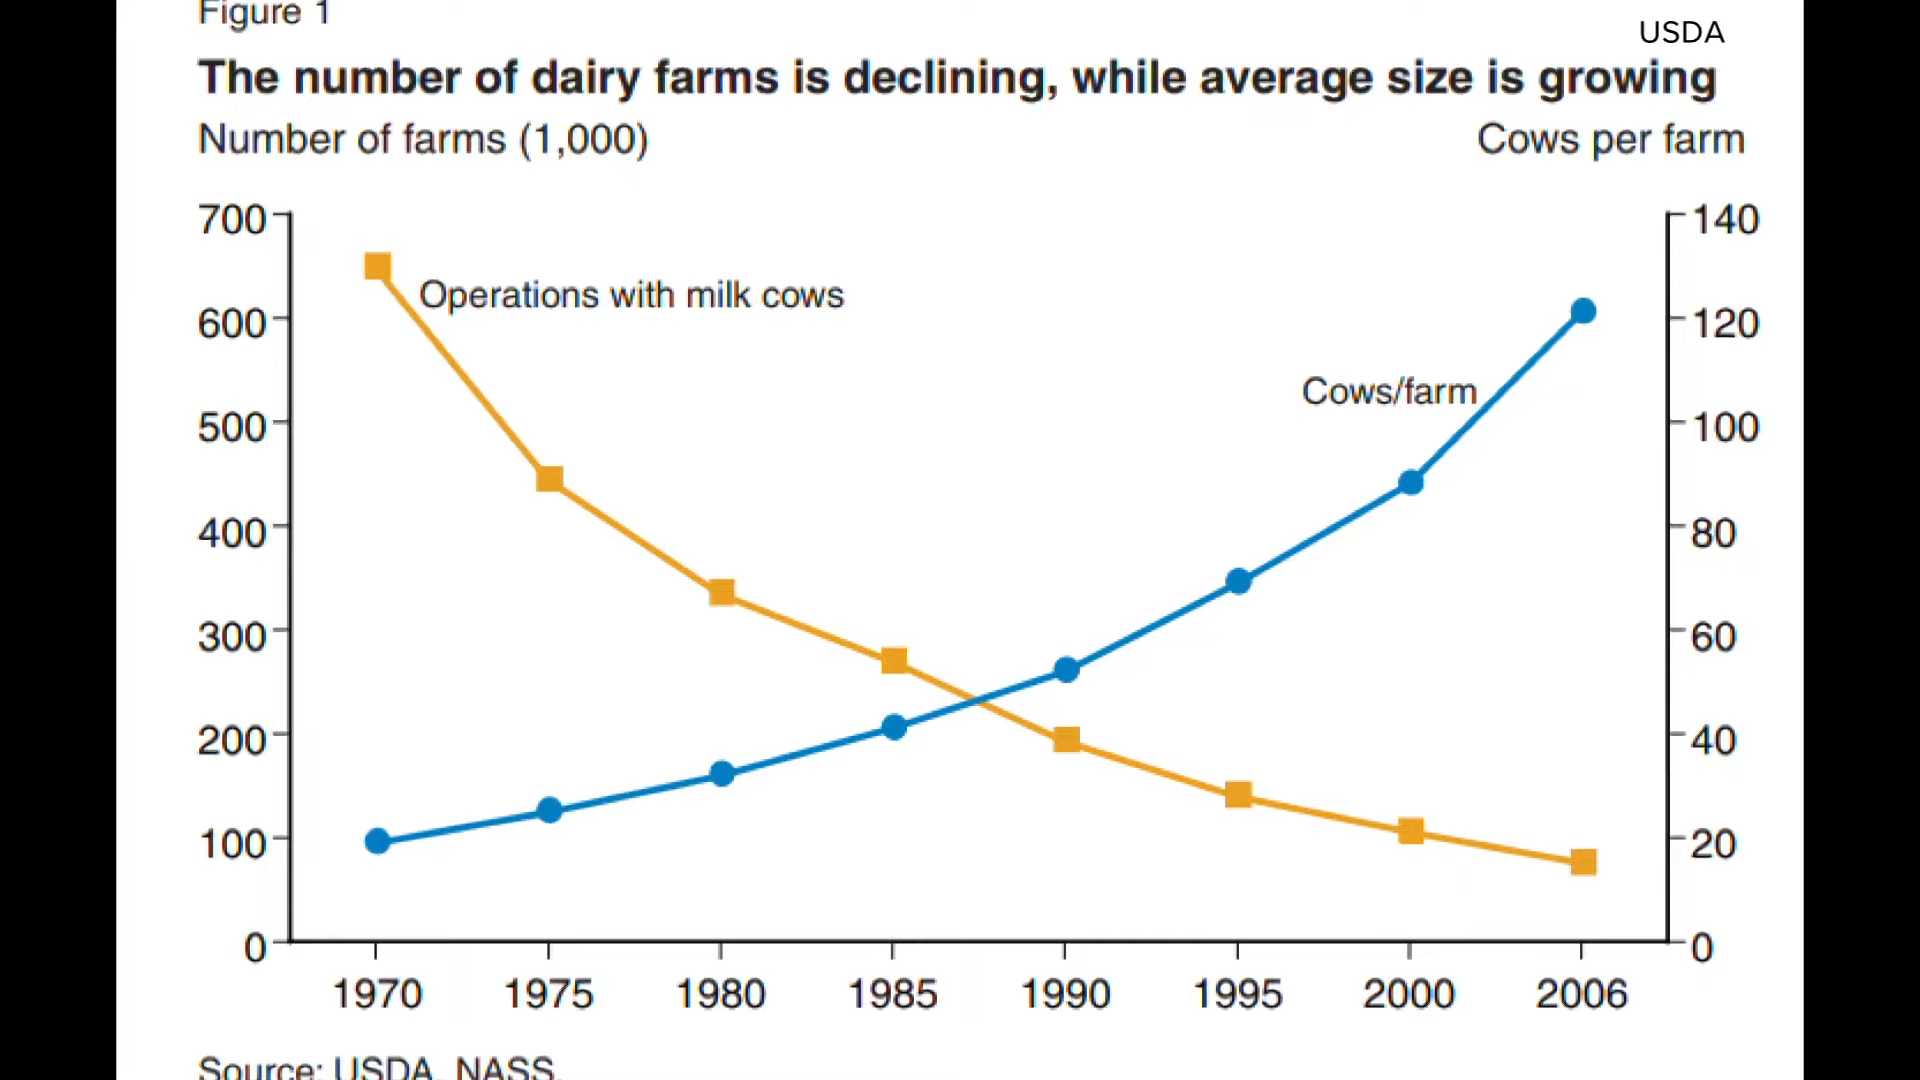 Figure 1
USDA
The number of dairy farms is declining, while average size is growing
Number of farms (1,000)
Cows per farm
700
140
Operations with milk cows
600
120
Cows/farm
500
100
400
80
300
60
200
40
100
20
0
0
1970 1975 1980 1985 1990 1995 2000 2006
Source: USDA, NASS.